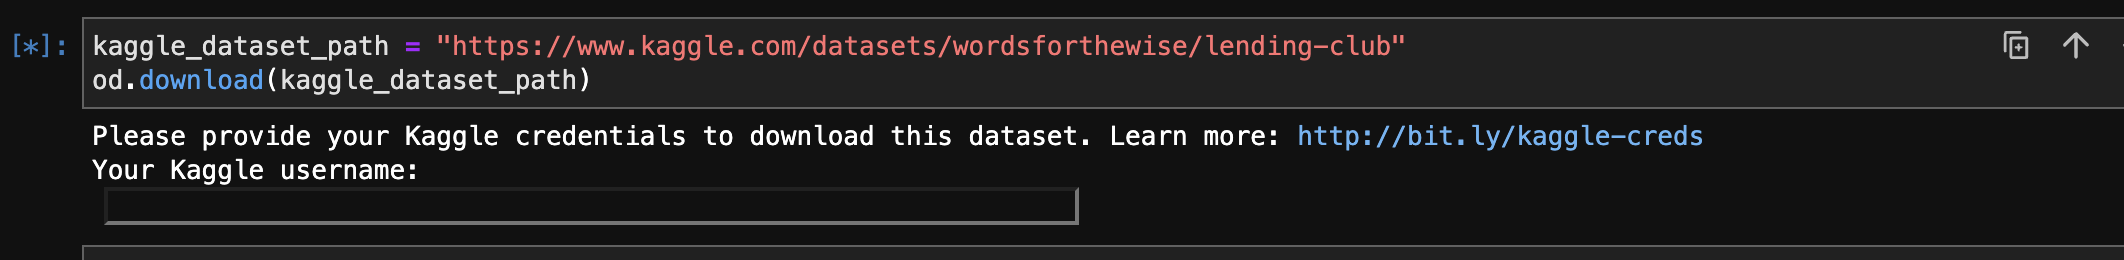 [*]: kaggle_dataset_path = "https://www.kaggle.com/datasets/wordsforthewise/lending-club"
od.download(kaggle_dataset_path)
Please provide your Kaggle credentials to download this dataset. Learn more: http://bit.ly/kaggle-creds
Your Kaggle username: